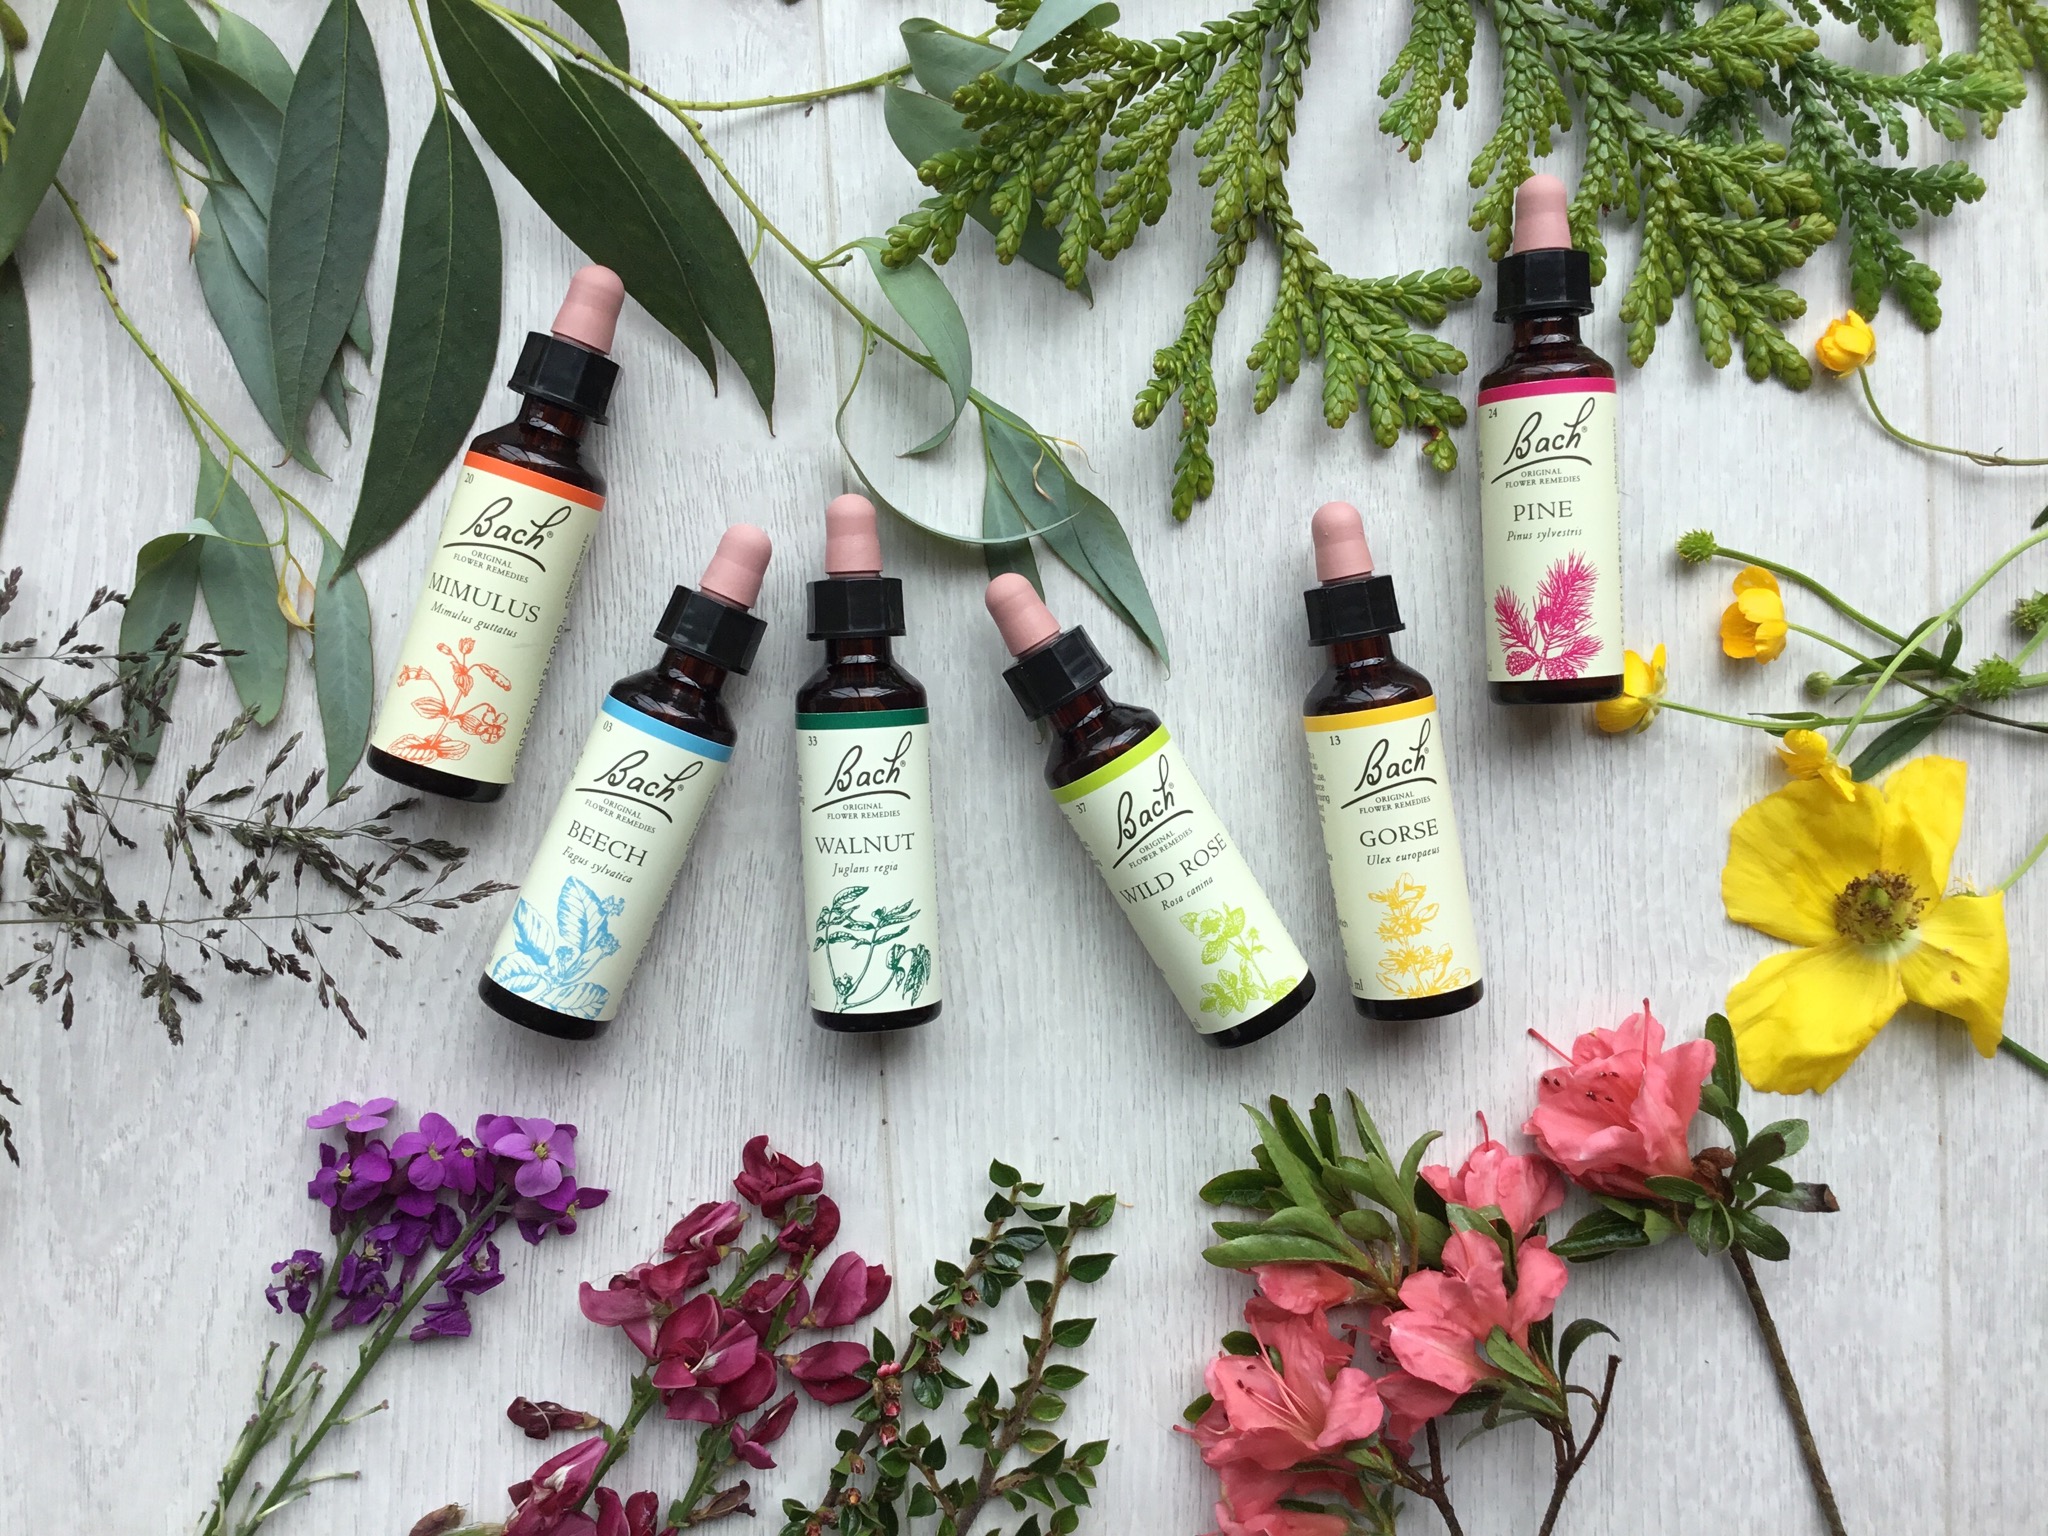 20
Bach®
ORIGINAL
FLOWER REMEDIES
MIMULUS
Mimulus guttatus
03
Bach®
ORIGINAL
FLOWER REMEDIES
BEECH
Fagus sylvatica
33
Bach®
ORIGINAL
FLOWER REMEDIES
WALNUT
Juglans regia
37
Bach®
ORIGINAL
FLOWER REMEDIES
WILD ROSE
Rosa canina
13
Bach®
ORIGINAL
FLOWER REMEDIES
GORSE
Ulex europaeus
ml
24
Bach®
ORIGINAL
FLOWER REMEDIES
PINE
Pinus sylvestris